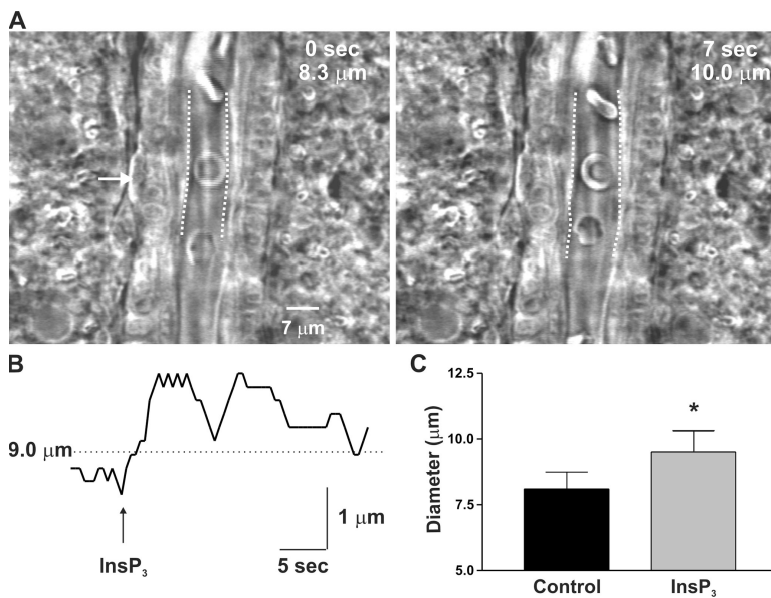 A
0 sec
8.3 μm
7 sec
10.0 μm
7 μm
B
9.0 μm
InsP₃
1 μm
5 sec
C
Diameter (μm)
12.5
10.0
7.5
5.0
*
Control
InsP₃